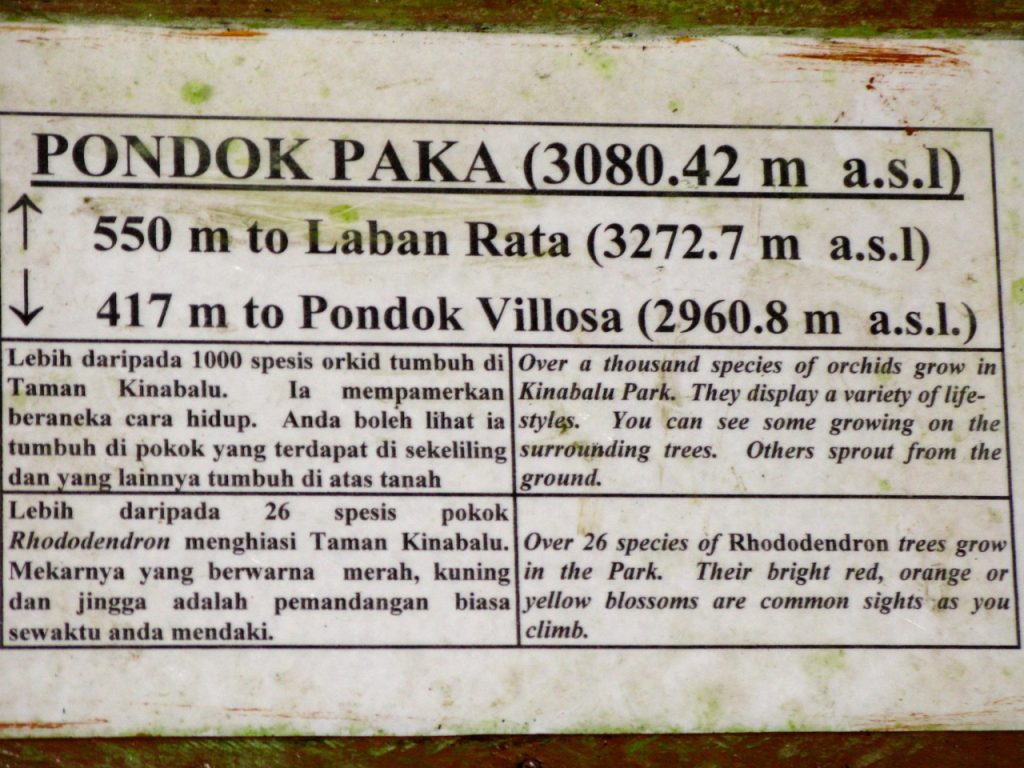 PONDOK PAKA (3080.42 m a.s.l)
↑ 550 m to Laban Rata (3272.7 m a.s.l)
↓ 417 m to Pondok Villosa (2960.8 m a.s.l.)
Lebih daripada 1000 spesis orkid tumbuh di
Taman Kinabalu. Ia mempamerkan
beraneka cara hidup. Anda boleh lihat ia
tumbuh di pokok yang terdapat di sekeliling
dan yang lainnya tumbuh di atas tanah
Over a thousand species of orchids grow in
Kinabalu Park. They display a variety of life-
styles. You can see some growing on the
surrounding trees. Others sprout from the
ground.
Lebih daripada 26 spesis pokok
Rhododendron menghiasi Taman Kinabalu.
Mekarnya yang berwarna merah, kuning
dan jingga adalah pemandangan biasa
sewaktu anda mendaki.
Over 26 species of Rhododendron trees grow
in the Park. Their bright red, orange or
yellow blossoms are common sights as you
climb.